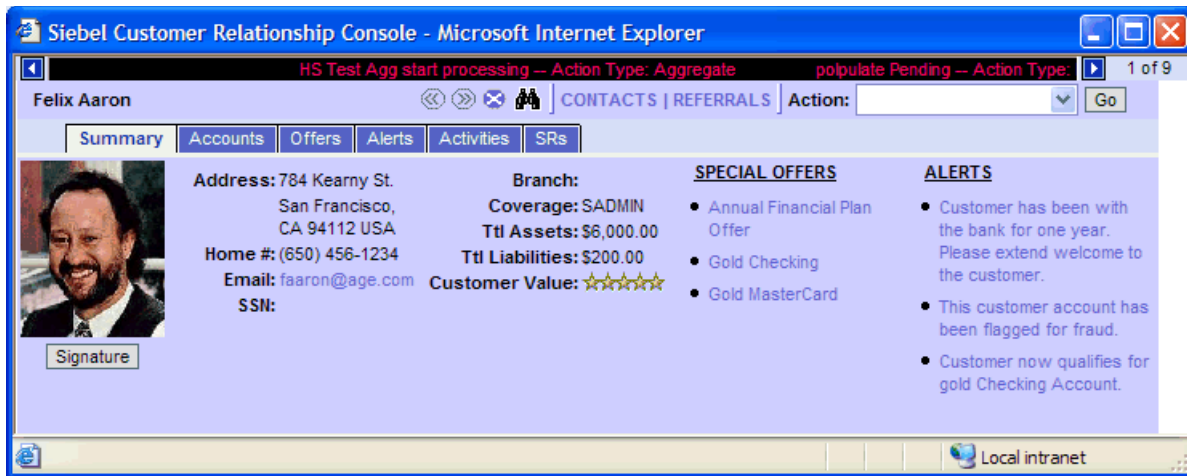 Siebel Customer Relationship Console - Microsoft Internet Explorer
HS Test Agg start processing -- Action Type: Aggregate polpulate Pending -- Action Type: 1 of 9
Felix Aaron CONTACTS | REFERRALS Action: Go
Summary Accounts Offers Alerts Activities SRs
Address: 784 Kearny St.
San Francisco,
CA 94112 USA
Home #: (650) 456-1234
Email: faaron@age.com
SSN:
Signature
Branch:
Coverage: SADMIN
Ttl Assets: $6,000.00
Ttl Liabilities: $200.00
Customer Value:
SPECIAL OFFERS
Annual Financial Plan
Offer
Gold Checking
Gold MasterCard
ALERTS
Customer has been with
the bank for one year.
Please extend welcome to
the customer.
This customer account has
been flagged for fraud.
Customer now qualifies for
gold Checking Account.
Local intranet